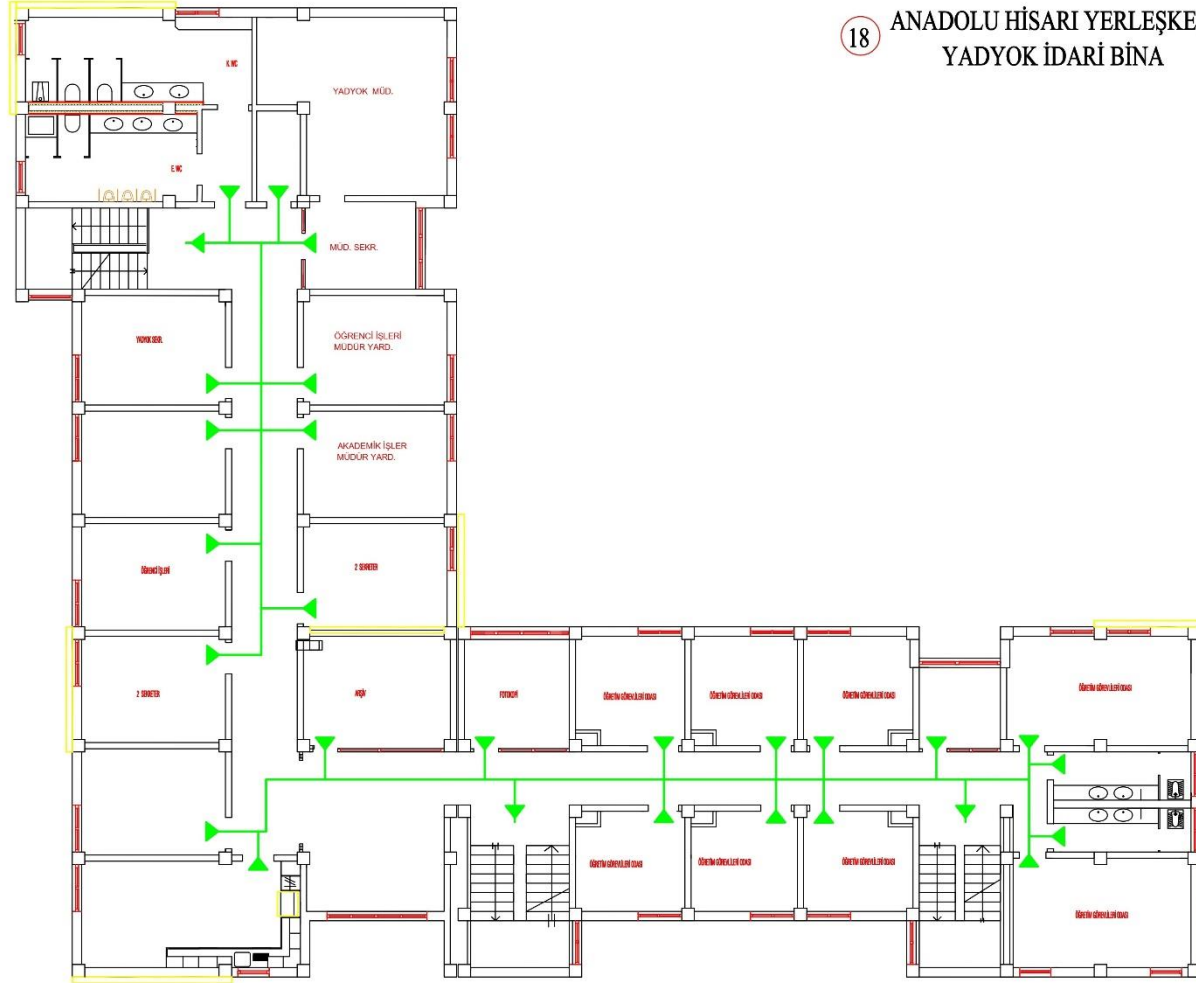 18
ANADOLU HİSARI YERLEŞKE
YADYOK İDARİ BİNA
K. WC
YADYOK MÜD.
E. WC
MÜD. SEKR.
YADYOK SEKR.
ÖĞRENCİ İŞLERİ
MÜDÜR YARD.
AKADEMİK İŞLER
MÜDÜR YARD.
ÖĞRENCİ İŞLERİ
2 SEKRETER
2 SEKRETER
ARŞİV
FOTOKOPİ
ÖĞRETİM GÖREVLİLERİ ODASI
ÖĞRETİM GÖREVLİLERİ ODASI
ÖĞRETİM GÖREVLİLERİ ODASI
ÖĞRETİM GÖREVLİLERİ ODASI
ÖĞRETİM GÖREVLİLERİ ODASI
ÖĞRETİM GÖREVLİLERİ ODASI
ÖĞRETİM GÖREVLİLERİ ODASI
ÖĞRETİM GÖREVLİLERİ ODASI